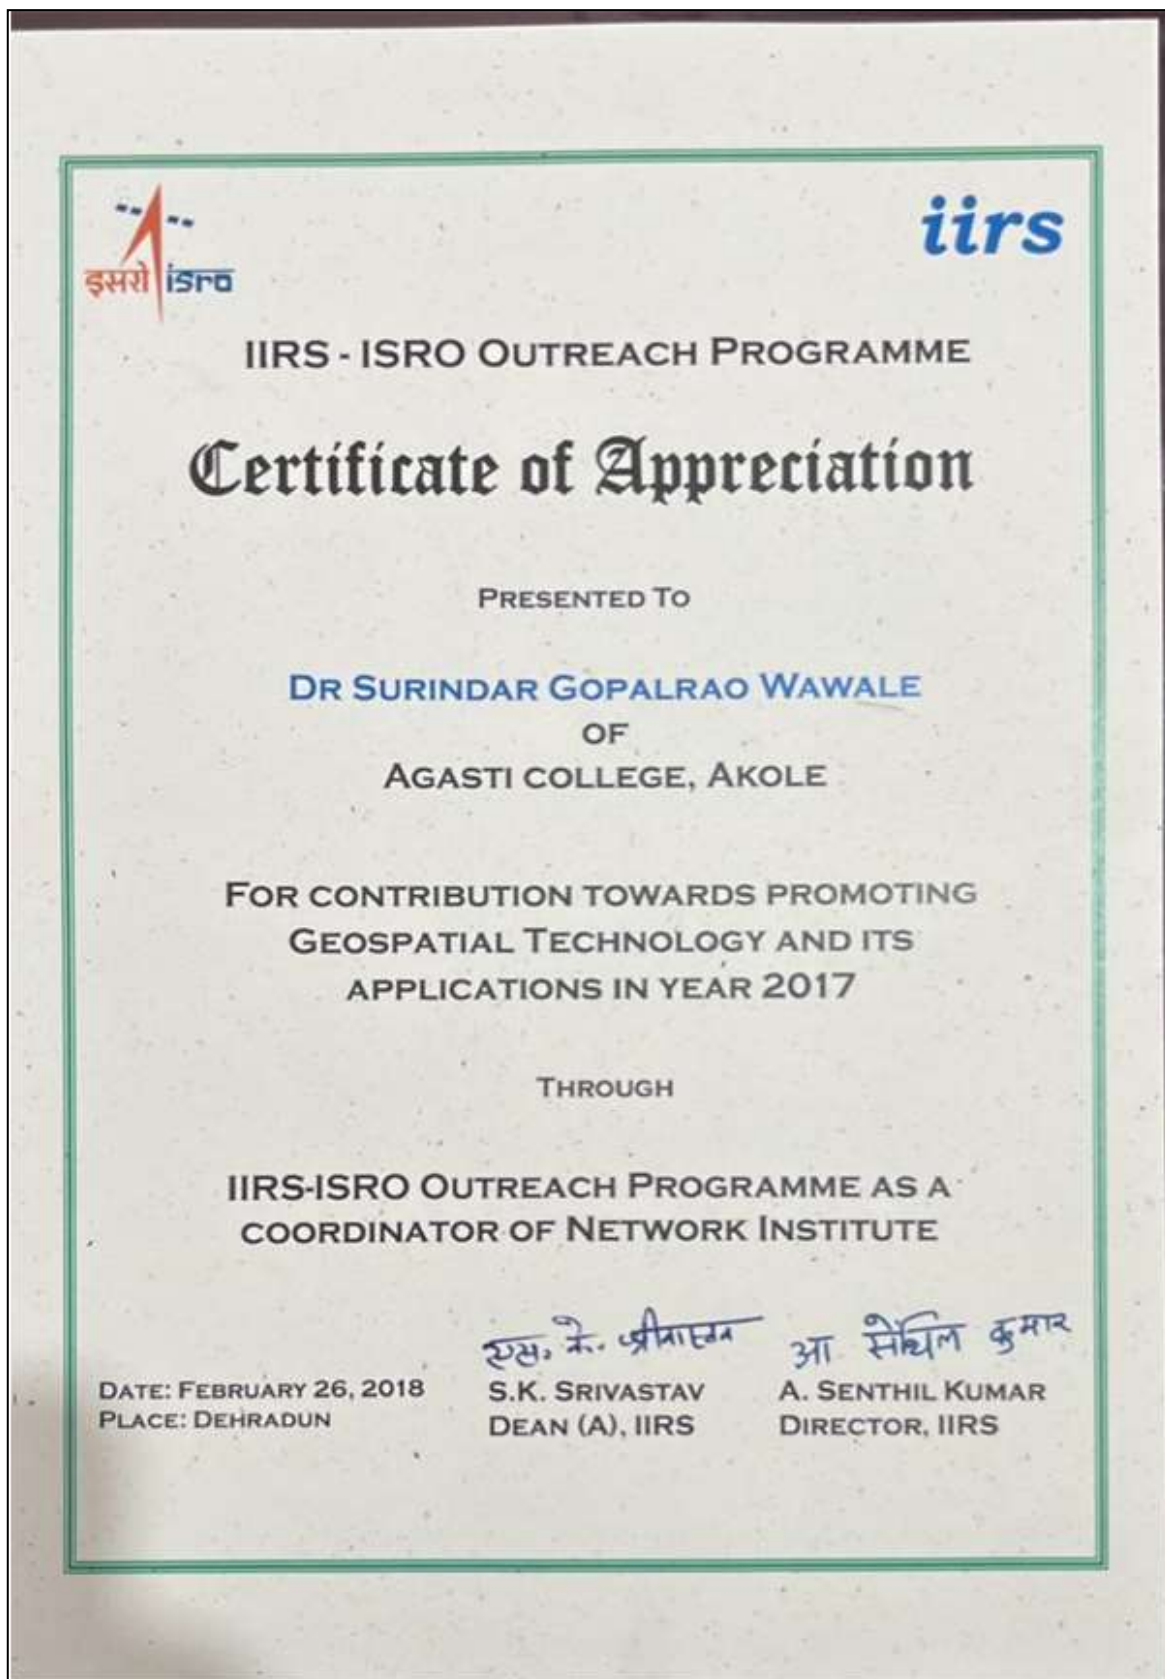 इसरो isro
iirs
IIRS - ISRO OUTREACH PROGRAMME
Certificate of Appreciation
PRESENTED TO
DR SURINDAR GOPALRAO WAWALE
OF
AGASTI COLLEGE, AKOLE
FOR CONTRIBUTION TOWARDS PROMOTING
GEOSPATIAL TECHNOLOGY AND ITS
APPLICATIONS IN YEAR 2017
THROUGH
IIRS-ISRO OUTREACH PROGRAMME AS A
COORDINATOR OF NETWORK INSTITUTE
एस. के. श्रीवास्तव
आ सेंथिल कुमार
DATE: FEBRUARY 26, 2018
PLACE: DEHRADUN
S.K. SRIVASTAV
DEAN (A), IIRS
A. SENTHIL KUMAR
DIRECTOR, IIRS